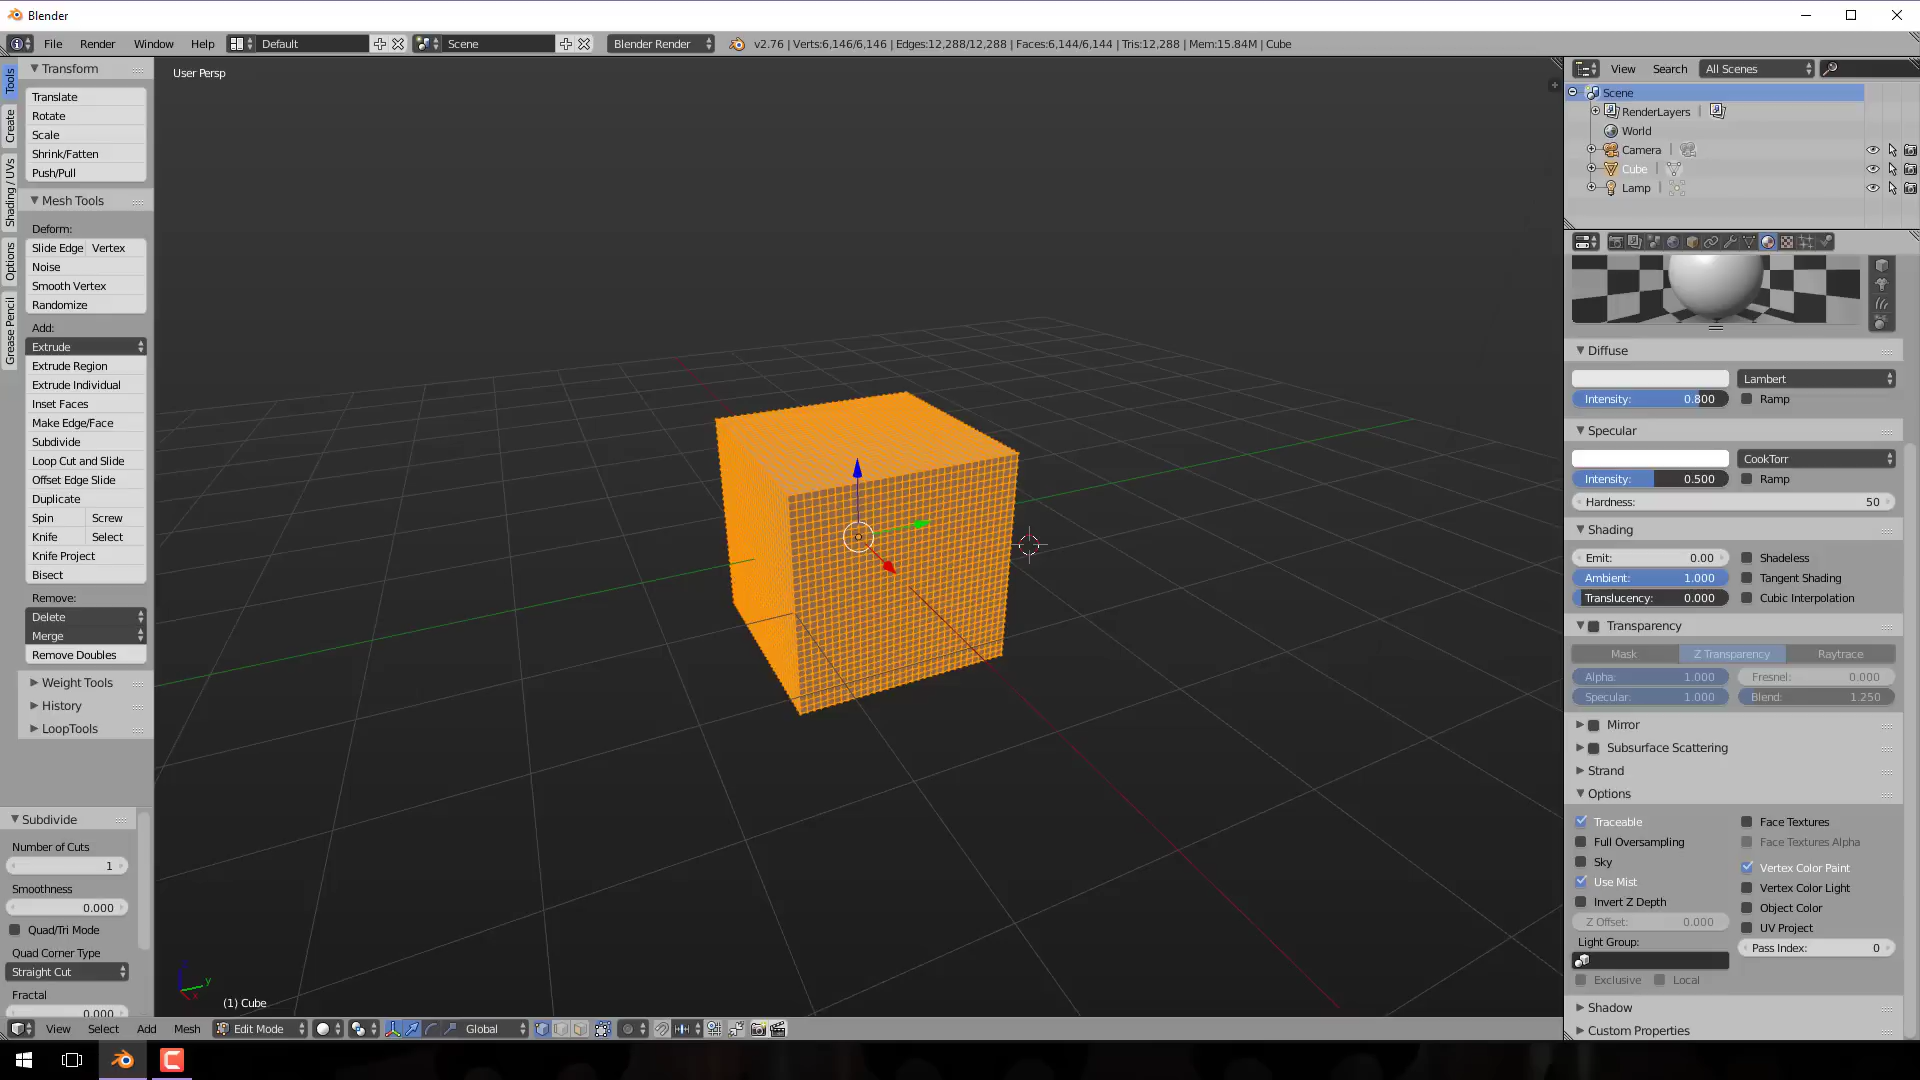 Blender
File Render Window Help Default Scene Blender Render v2.76 | Verts:6,146/6,146 | Edges:12,288/12,288 | Faces:6,144/6,144 | Tris:12,288 | Mem:15.84M | Cube
Tools
Create
Shading / UVs
Options
Grease Pencil
Transform
Translate
Rotate
Scale
Shrink/Fatten
Push/Pull
Mesh Tools
Deform:
Slide Edge Vertex
Noise
Smooth Vertex
Randomize
Add:
Extrude
Extrude Region
Extrude Individual
Inset Faces
Make Edge/Face
Subdivide
Loop Cut and Slide
Offset Edge Slide
Duplicate
Spin Screw
Knife Select
Knife Project
Bisect
Remove:
Delete
Merge
Remove Doubles
Weight Tools
History
LoopTools
Subdivide
Number of Cuts
1
Smoothness
0.000
Quad/Tri Mode
Quad Corner Type
Straight Cut
Fractal
0.000
User Persp
y
x
(1) Cube
View Select Add Mesh Edit Mode Global
View Search All Scenes
Scene
RenderLayers |
World
Camera |
Cube |
Lamp |
Diffuse
Lambert
Intensity: 0.800 Ramp
Specular
CookTorr
Intensity: 0.500 Ramp
Hardness: 50
Shading
Emit: 0.00 Shadeless
Ambient: 1.000 Tangent Shading
Translucency: 0.000 Cubic Interpolation
Transparency
Mask Z Transparency Raytrace
Alpha: 1.000 Fresnel: 0.000
Specular: 1.000 Blend: 1.250
Mirror
Subsurface Scattering
Strand
Options
Traceable Face Textures
Full Oversampling Face Textures Alpha
Sky Vertex Color Paint
Use Mist Vertex Color Light
Invert Z Depth Object Color
Z Offset: 0.000 UV Project
Light Group: Pass Index: 0
Exclusive Local
Shadow
Custom Properties